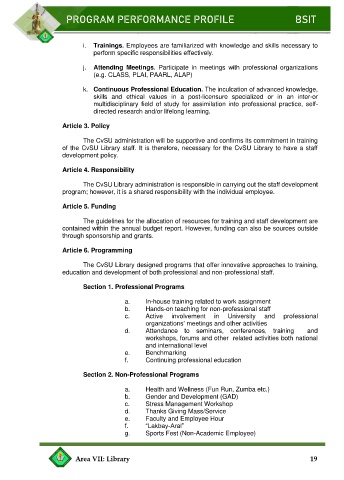 PROGRAM PERFORMANCE PROFILE BSIT
i. Trainings. Employees are familiarized with knowledge and skills necessary to
perform specific responsibilities effectively.
j. Attending Meetings. Participate in meetings with professional organizations
(e.g. CLASS, PLAI, PAARL, ALAP)
k. Continuous Professional Education. The inculcation of advanced knowledge,
skills and ethical values in a post-licensure specialized or in an inter-or
multidisciplinary field of study for assimilation into professional practice, self-
directed research and/or lifelong learning.
Article 3. Policy
The CvSU administration will be supportive and confirms its commitment in training
of the CvSU Library staff. It is therefore, necessary for the CvSU Library to have a staff
development policy.
Article 4. Responsibility
The CvSU Library administration is responsible in carrying out the staff development
program; however, it is a shared responsibility with the individual employee.
Article 5. Funding
The guidelines for the allocation of resources for training and staff development are
contained within the annual budget report. However, funding can also be sources outside
through sponsorship and grants.
Article 6. Programming
The CvSU Library designed programs that offer innovative approaches to training,
education and development of both professional and non-professional staff.
Section 1. Professional Programs
a. In-house training related to work assignment
b. Hands-on teaching for non-professional staff
c. Active involvement in University and professional
organizations' meetings and other activities
d. Attendance to seminars, conferences, training and
workshops, forums and other related activities both national
and international level
e. Benchmarking
f. Continuing professional education
Section 2. Non-Professional Programs
a. Health and Wellness (Fun Run, Zumba etc.)
b. Gender and Development (GAD)
c. Stress Management Workshop
d. Thanks Giving Mass/Service
e. Faculty and Employee Hour
f. "Lakbay-Aral"
g. Sports Fest (Non-Academic Employee)
Area VII: Library 19